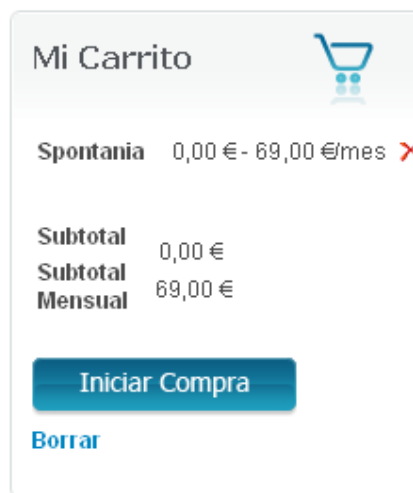 Mi Carrito
Spontania 0,00 € - 69,00 €/mes
Subtotal 0,00 €
Subtotal Mensual 69,00 €
Iniciar Compra
Borrar